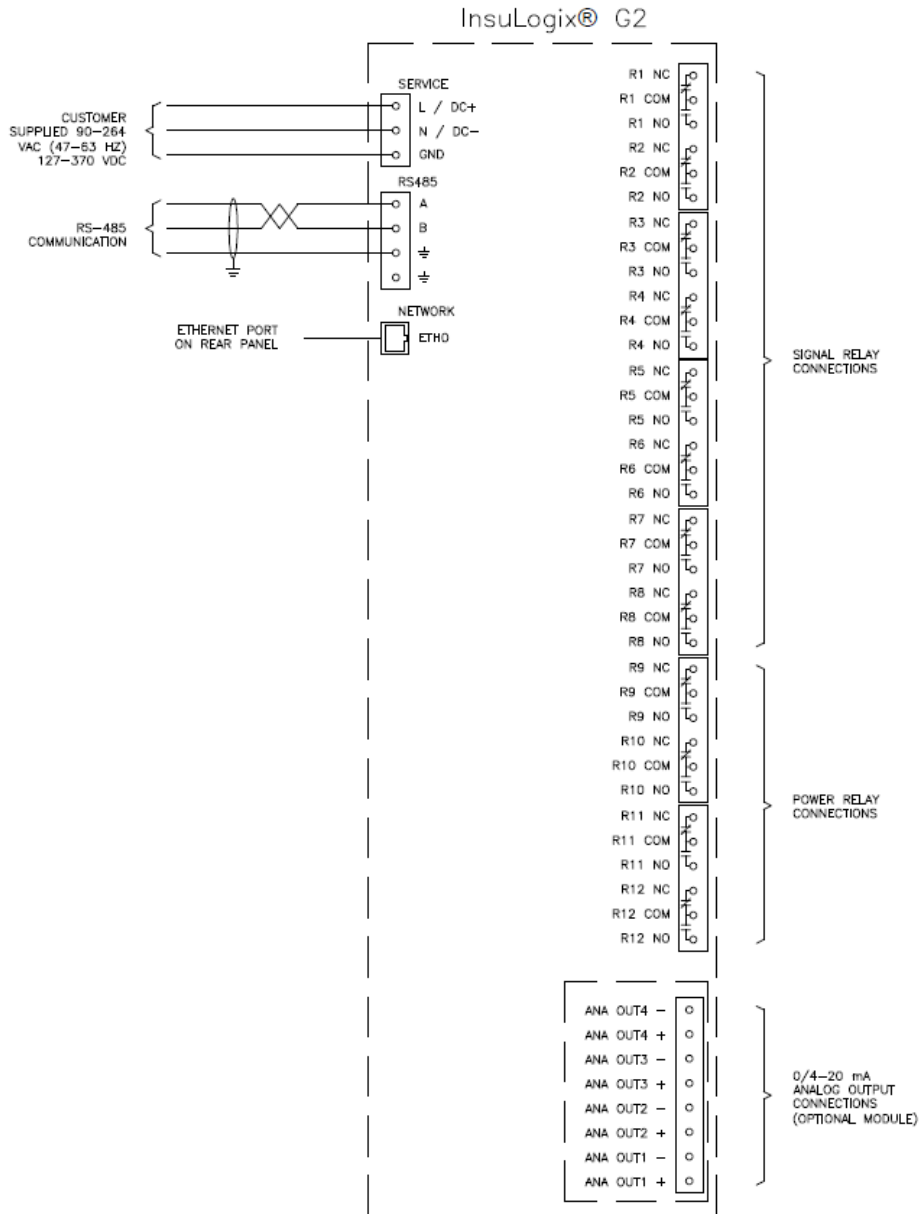 InsuLogix® G2
SERVICE
L / DC+
N / DC−
GND
CUSTOMER
SUPPLIED 90−264
VAC (47−63 HZ)
127−370 VDC
RS485
A
B
RS−485
COMMUNICATION
NETWORK
ETH0
ETHERNET PORT
ON REAR PANEL
R1 NC
R1 COM
R1 NO
R2 NC
R2 COM
R2 NO
R3 NC
R3 COM
R3 NO
R4 NC
R4 COM
R4 NO
R5 NC
R5 COM
R5 NO
R6 NC
R6 COM
R6 NO
R7 NC
R7 COM
R7 NO
R8 NC
R8 COM
R8 NO
SIGNAL RELAY
CONNECTIONS
R9 NC
R9 COM
R9 NO
R10 NC
R10 COM
R10 NO
R11 NC
R11 COM
R11 NO
R12 NC
R12 COM
R12 NO
POWER RELAY
CONNECTIONS
ANA OUT4 −
ANA OUT4 +
ANA OUT3 −
ANA OUT3 +
ANA OUT2 −
ANA OUT2 +
ANA OUT1 −
ANA OUT1 +
0/4−20 mA
ANALOG OUTPUT
CONNECTIONS
(OPTIONAL MODULE)